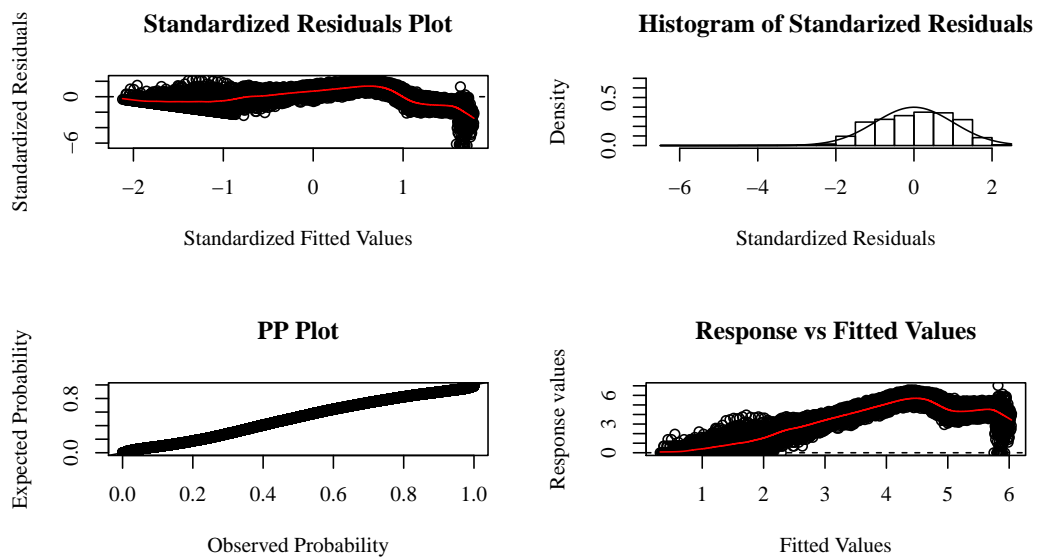 Standardized Residuals Plot
Standardized Residuals
0
−6
−2 −1 0 1
Standardized Fitted Values
Histogram of Standarized Residuals
Density
0.5
0.0
−6 −4 −2 0 2
Standardized Residuals
PP Plot
Expected Probability
0.8
0.0
0.0 0.2 0.4 0.6 0.8 1.0
Observed Probability
Response vs Fitted Values
Response values
6
3
0
1 2 3 4 5 6
Fitted Values